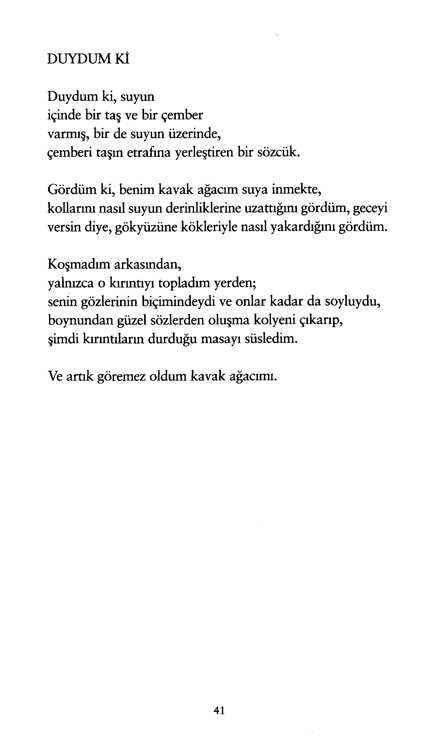 DUYDUM Kİ
Duydum ki, suyun
içinde bir taş ve bir çember
varmış, bir de suyun üzerinde,
çemberi taşın etrafına yerleştiren bir sözcük.
Gördüm ki, benim kavak ağacım suya inmekte,
kollarını nasıl suyun derinliklerine uzattığını gördüm, geceyi
versin diye, gökyüzüne kökleriyle nasıl yakardığını gördüm.
Koşmadım arkasından,
yalnızca o kırıntıyı topladım yerden;
senin gözlerinin biçimindeydi ve onlar kadar da soyluydu,
boynundan güzel sözlerden oluşma kolyeni çıkarıp,
şimdi kırıntıların durduğu masayı süsledim.
Ve artık göremez oldum kavak ağacımı.
41